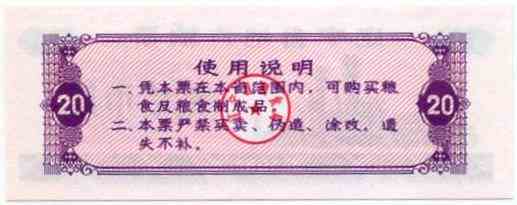 使用说明
一、凭本票在本省范围内，可购买粮
食及粮食制成品。
20
20
二、本票严禁买卖、伪造、涂改，遗
失不补。